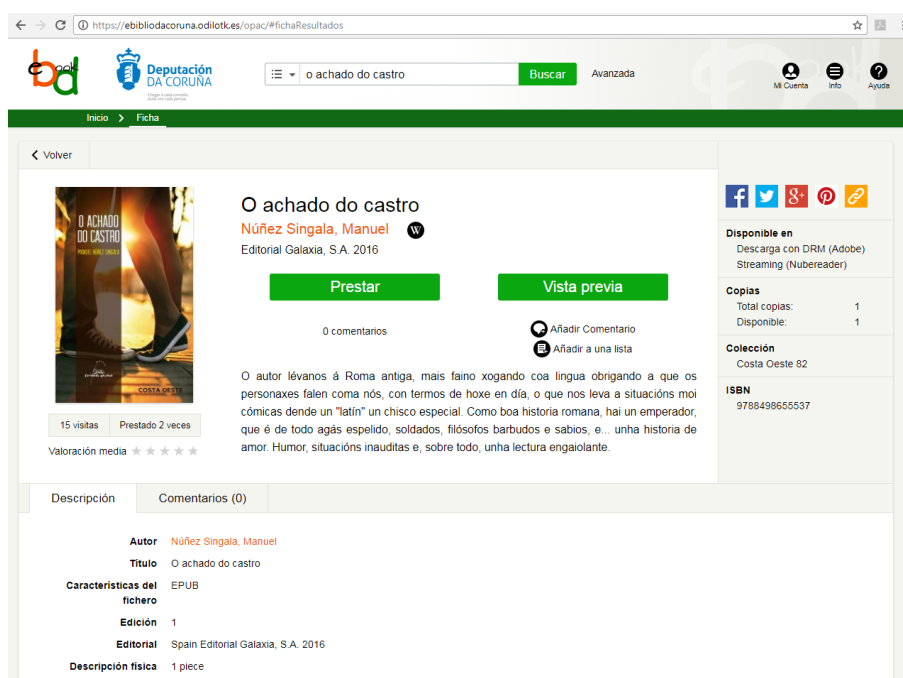 https://ebibliodacoruna.odilotk.es/opac/#fichaResultados
ebook
Deputación
DA CORUÑA
o achado do castro
Buscar
Avanzada
Mi Cuenta
Info
Ayuda
Inicio
Ficha
Volver
O ACHADO
DO CASTRO
MANUEL NÚÑEZ SINGALA
COSTA OESTE
15 visitas
Prestado 2 veces
Valoración media
O achado do castro
Núñez Singala, Manuel
W
Editorial Galaxia, S.A. 2016
Prestar
Vista previa
0 comentarios
Añadir Comentario
Añadir a una lista
O autor lévanos á Roma antiga, mais faino xogando coa lingua obrigando a que os
personaxes falen coma nós, con termos de hoxe en día, o que nos leva a situacións moi
cómicas dende un "latín" un chisco especial. Como boa historia romana, hai un emperador,
que é de todo agás espelido, soldados, filósofos barbudos e sabios, e... unha historia de
amor. Humor, situacións inauditas e, sobre todo, unha lectura engaiolante.
Disponible en
Descarga con DRM (Adobe)
Streaming (Nubereader)
Copias
Total copias: 1
Disponible: 1
Colección
Costa Oeste 82
ISBN
9788498655537
Descripción
Comentarios (0)
Autor Núñez Singala, Manuel
Título O achado do castro
Características del EPUB
fichero
Edición 1
Editorial Spain Editorial Galaxia, S.A. 2016
Descripción física 1 piece